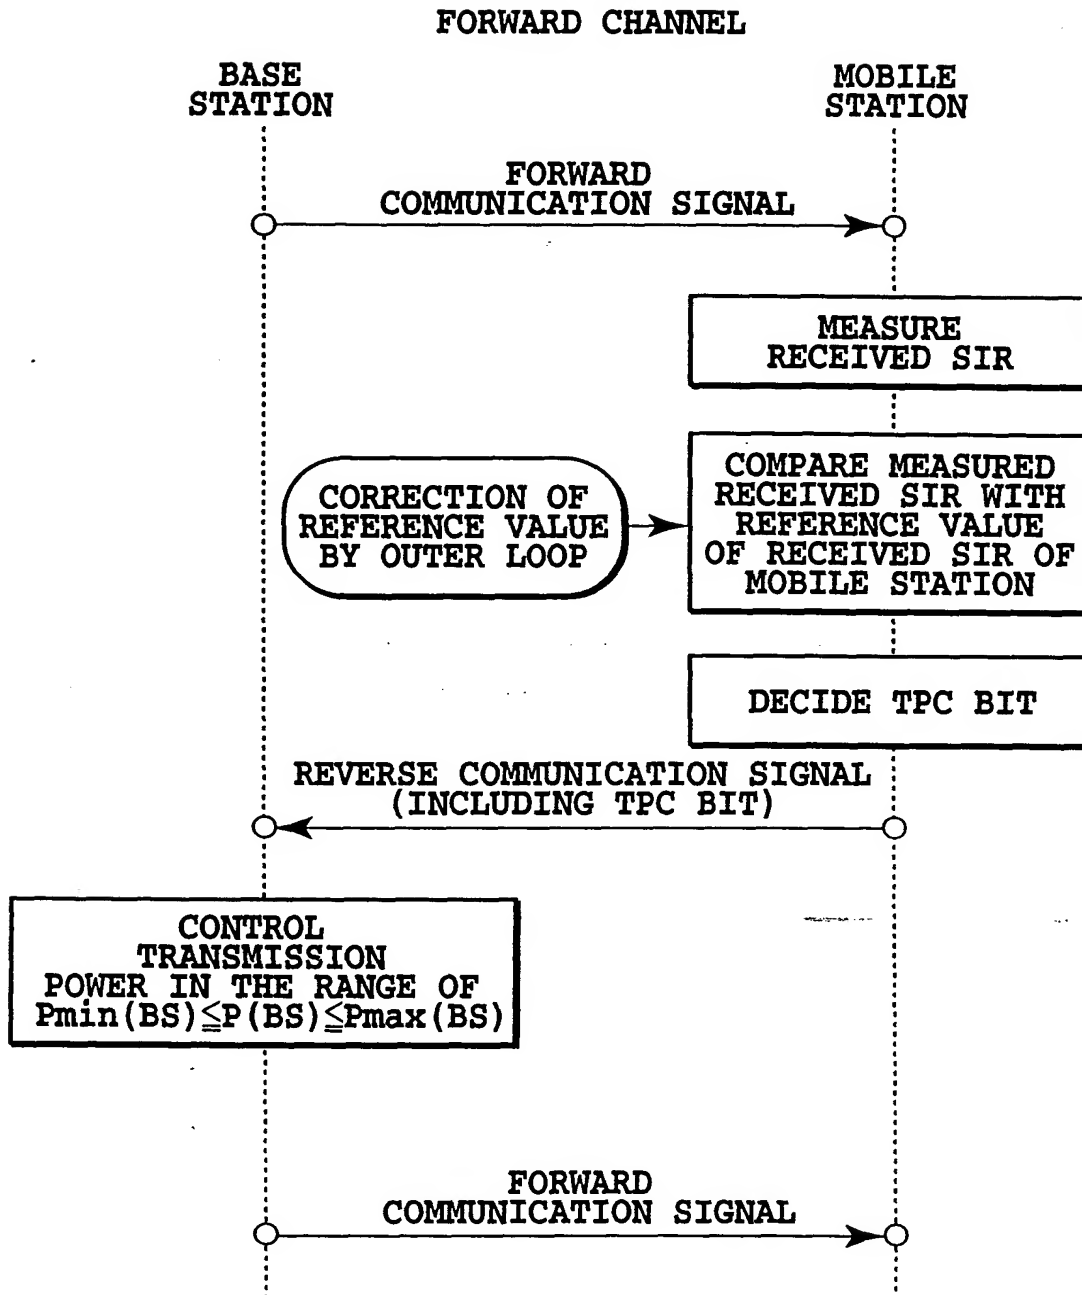 FORWARD CHANNEL
BASE
STATION
MOBILE
STATION
FORWARD
COMMUNICATION SIGNAL
MEASURE
RECEIVED SIR
CORRECTION OF
REFERENCE VALUE
BY OUTER LOOP
COMPARE MEASURED
RECEIVED SIR WITH
REFERENCE VALUE
OF RECEIVED SIR OF
MOBILE STATION
DECIDE TPC BIT
REVERSE COMMUNICATION SIGNAL
(INCLUDING TPC BIT)
CONTROL
TRANSMISSION
POWER IN THE RANGE OF
Pmin(BS)≦P(BS)≦Pmax(BS)
FORWARD
COMMUNICATION SIGNAL